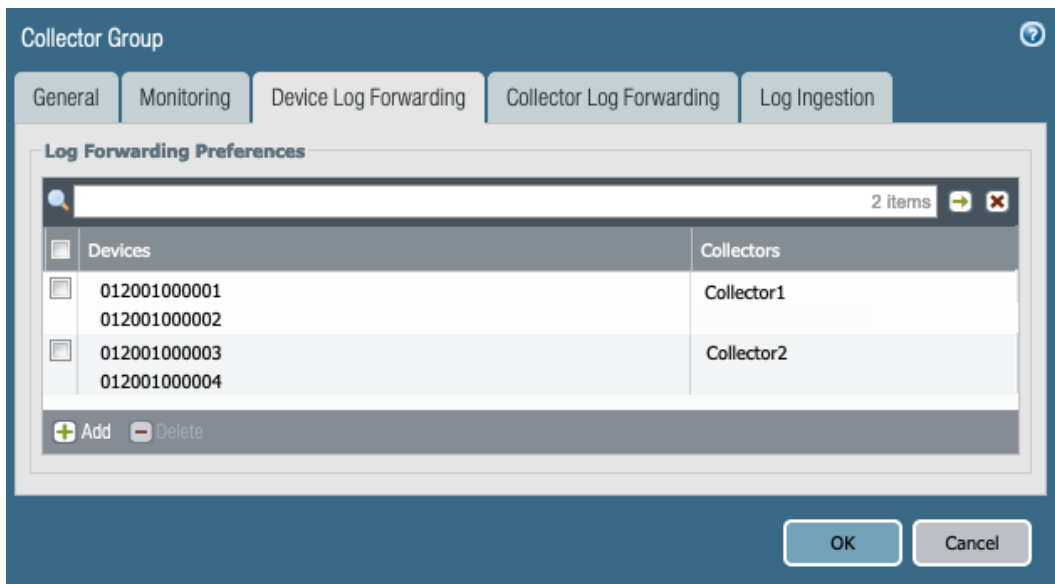 Collector Group
General Monitoring Device Log Forwarding Collector Log Forwarding Log Ingestion
Log Forwarding Preferences
2 items
Devices Collectors
012001000001 Collector1
012001000002
012001000003 Collector2
012001000004
Add Delete
OK Cancel